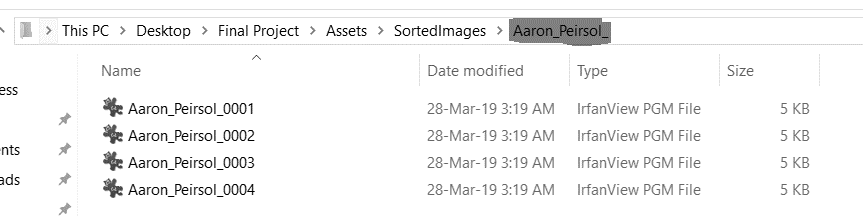 This PC > Desktop > Final Project > Assets > SortedImages > Aaron_Peirsol_
Name Date modified Type Size
ess
Aaron_Peirsol_0001 28-Mar-19 3:19 AM IrfanView PGM File 5 KB
Aaron_Peirsol_0002 28-Mar-19 3:19 AM IrfanView PGM File 5 KB
nts
Aaron_Peirsol_0003 28-Mar-19 3:19 AM IrfanView PGM File 5 KB
ads
Aaron_Peirsol_0004 28-Mar-19 3:19 AM IrfanView PGM File 5 KB